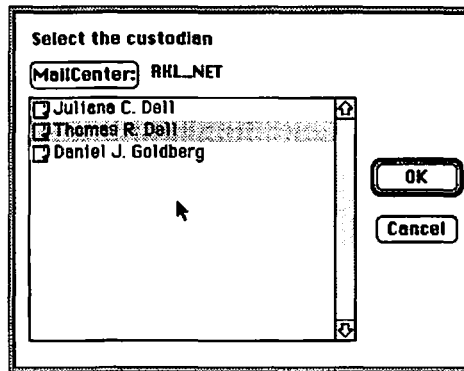 Select the custodian
MailCenter: RKL_NET
Juliana C. Dell
Thomas R. Dell
Daniel J. Goldberg
OK
Cancel